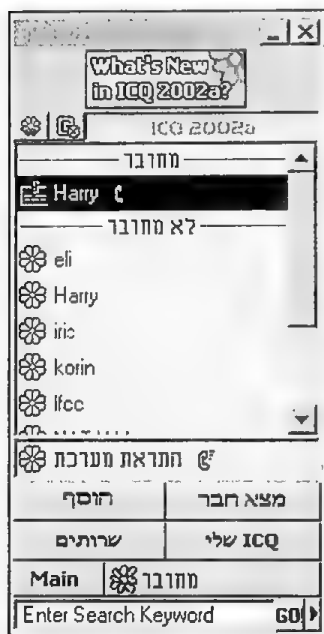 What's New
in ICQ 2002a?
ICQ 2002a
מחובר
Harry
לא מחובר
eli
Harry
iric
korin
lfcc
התראת מערכת
מצא חבר הוסף
ICQ שלי שרותים
Main מחובר
Enter Search Keyword GO!